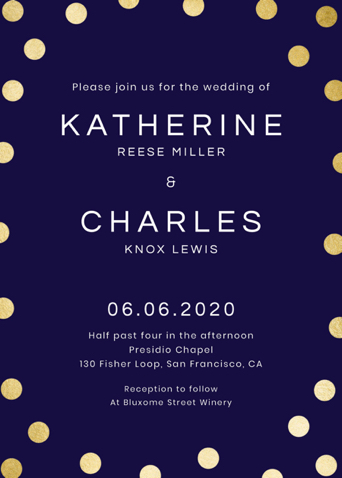 Please join us for the wedding of
KATHERINE
REESE MILLER
&
CHARLES
KNOX LEWIS
06.06.2020
Half past four in the afternoon
Presidio Chapel
130 Fisher Loop, San Francisco, CA
Reception to follow
At Bluxome Street Winery